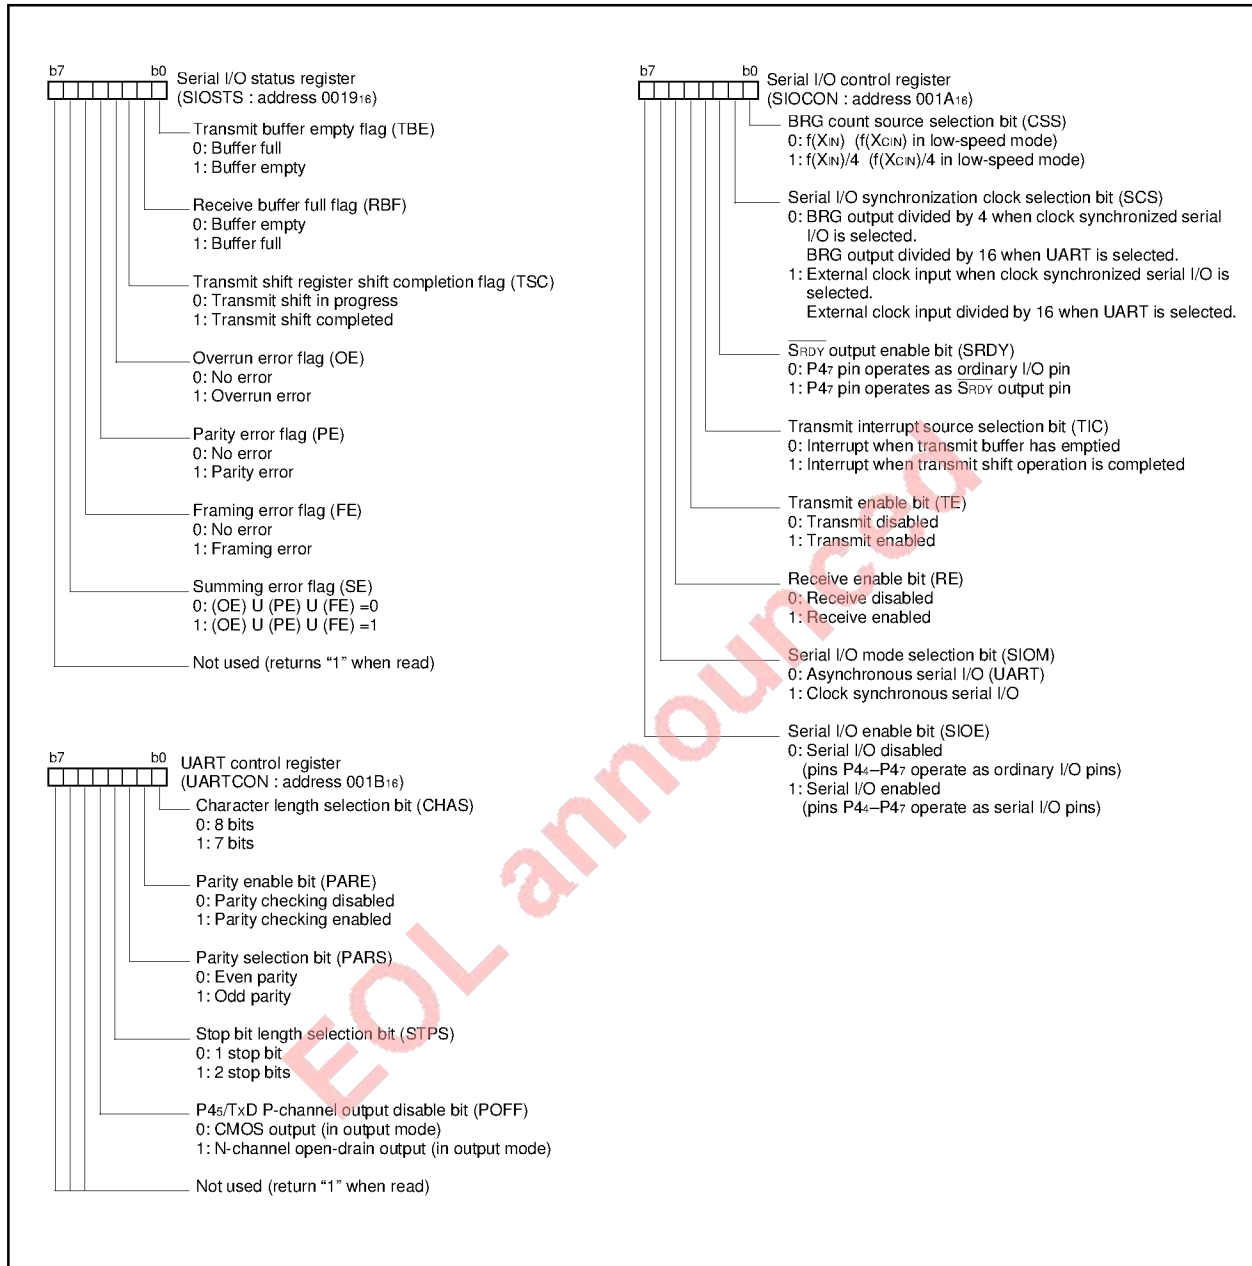 b7 b0 Serial I/O status register
(SIOSTS : address 0019₁₆)
Transmit buffer empty flag (TBE)
0: Buffer full
1: Buffer empty
Receive buffer full flag (RBF)
0: Buffer empty
1: Buffer full
Transmit shift register shift completion flag (TSC)
0: Transmit shift in progress
1: Transmit shift completed
Overrun error flag (OE)
0: No error
1: Overrun error
Parity error flag (PE)
0: No error
1: Parity error
Framing error flag (FE)
0: No error
1: Framing error
Summing error flag (SE)
0: (OE) U (PE) U (FE) =0
1: (OE) U (PE) U (FE) =1
Not used (returns “1” when read)
b7 b0 UART control register
(UARTCON : address 001B₁₆)
Character length selection bit (CHAS)
0: 8 bits
1: 7 bits
Parity enable bit (PARE)
0: Parity checking disabled
1: Parity checking enabled
Parity selection bit (PARS)
0: Even parity
1: Odd parity
Stop bit length selection bit (STPS)
0: 1 stop bit
1: 2 stop bits
P4₅/TxD P-channel output disable bit (POFF)
0: CMOS output (in output mode)
1: N-channel open-drain output (in output mode)
Not used (return “1” when read)
b7 b0 Serial I/O control register
(SIOCON : address 001A₁₆)
BRG count source selection bit (CSS)
0: f(XIN) (f(XCIN) in low-speed mode)
1: f(XIN)/4 (f(XCIN)/4 in low-speed mode)
Serial I/O synchronization clock selection bit (SCS)
0: BRG output divided by 4 when clock synchronized serial
I/O is selected.
BRG output divided by 16 when UART is selected.
1: External clock input when clock synchronized serial I/O is
selected.
External clock input divided by 16 when UART is selected.
SRDY output enable bit (SRDY)
0: P4₇ pin operates as ordinary I/O pin
1: P4₇ pin operates as SRDY output pin
Transmit interrupt source selection bit (TIC)
0: Interrupt when transmit buffer has emptied
1: Interrupt when transmit shift operation is completed
Transmit enable bit (TE)
0: Transmit disabled
1: Transmit enabled
Receive enable bit (RE)
0: Receive disabled
1: Receive enabled
Serial I/O mode selection bit (SIOM)
0: Asynchronous serial I/O (UART)
1: Clock synchronous serial I/O
Serial I/O enable bit (SIOE)
0: Serial I/O disabled
(pins P4₄–P4₇ operate as ordinary I/O pins)
1: Serial I/O enabled
(pins P4₄–P4₇ operate as serial I/O pins)
EOL announced